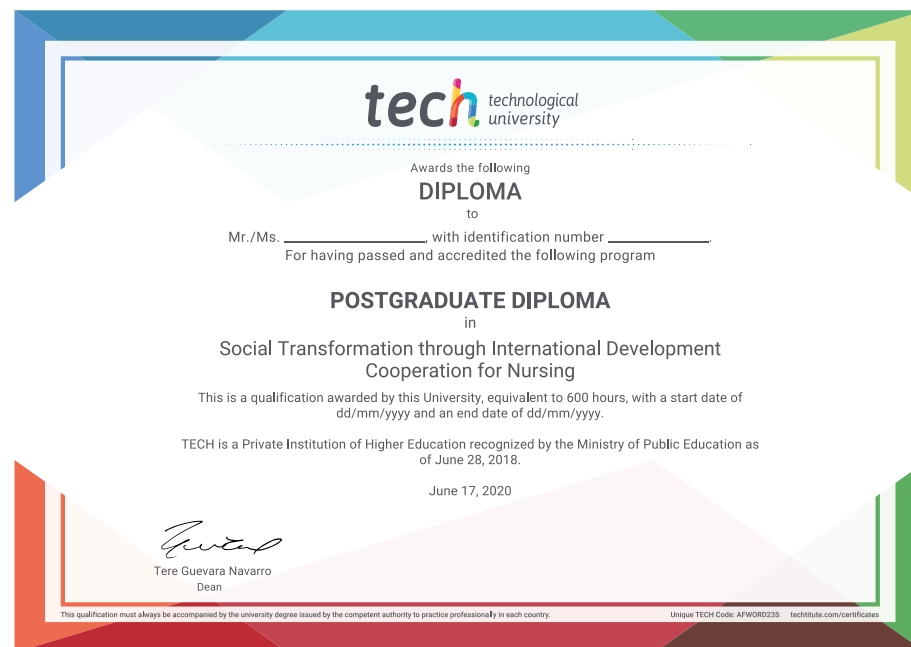 tech technological
university
Awards the following
DIPLOMA
to
Mr./Ms. ____________, with identification number ____________.
For having passed and accredited the following program
POSTGRADUATE DIPLOMA
in
Social Transformation through International Development
Cooperation for Nursing
This is a qualification awarded by this University, equivalent to 600 hours, with a start date of
dd/mm/yyyy and an end date of dd/mm/yyyy.
TECH is a Private Institution of Higher Education recognized by the Ministry of Public Education as
of June 28, 2018.
June 17, 2020
Tere Guevara Navarro
Dean
This qualification must always be accompanied by the university degree issued by the competent authority to practice professionally in each country. Unique TECH Code: AFWORD23S techtitute.com/certificates